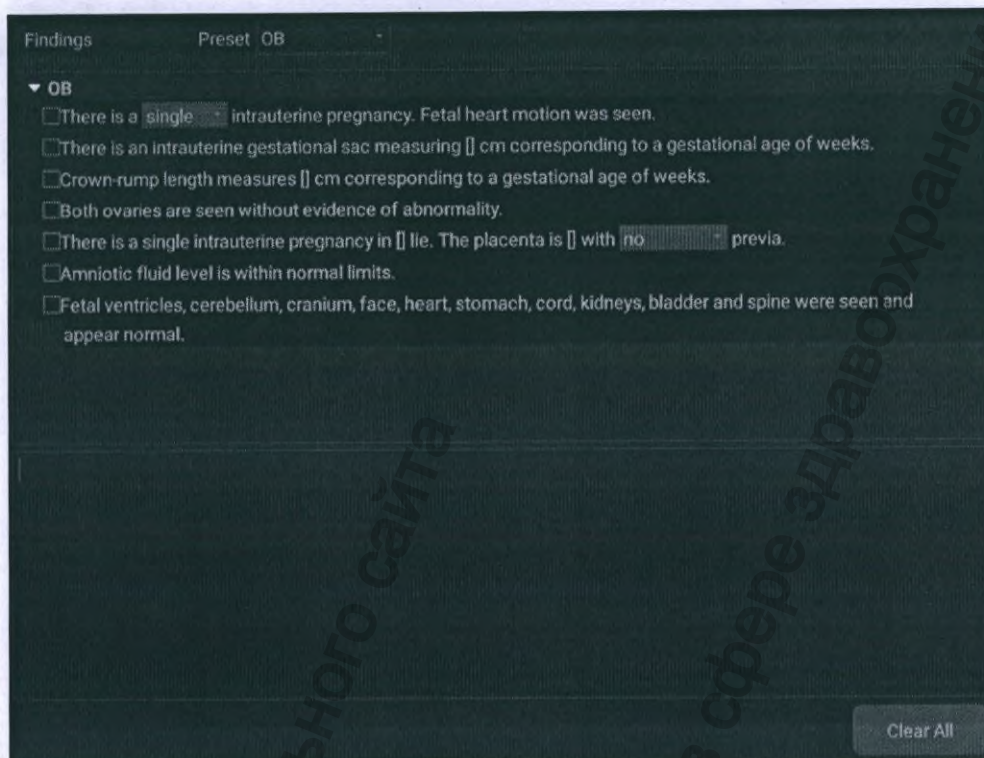 Findings Preset OB
OB
There is a single intrauterine pregnancy. Fetal heart motion was seen.
There is an intrauterine gestational sac measuring [] cm corresponding to a gestational age of weeks.
Crown-rump length measures [] cm corresponding to a gestational age of weeks.
Both ovaries are seen without evidence of abnormality.
There is a single intrauterine pregnancy in [] lie. The placenta is [] with no previa.
Amniotic fluid level is within normal limits.
Fetal ventricles, cerebellum, cranium, face, heart, stomach, cord, kidneys, bladder and spine were seen and
appear normal.
Clear All
сайта
в сфере здравоохранени